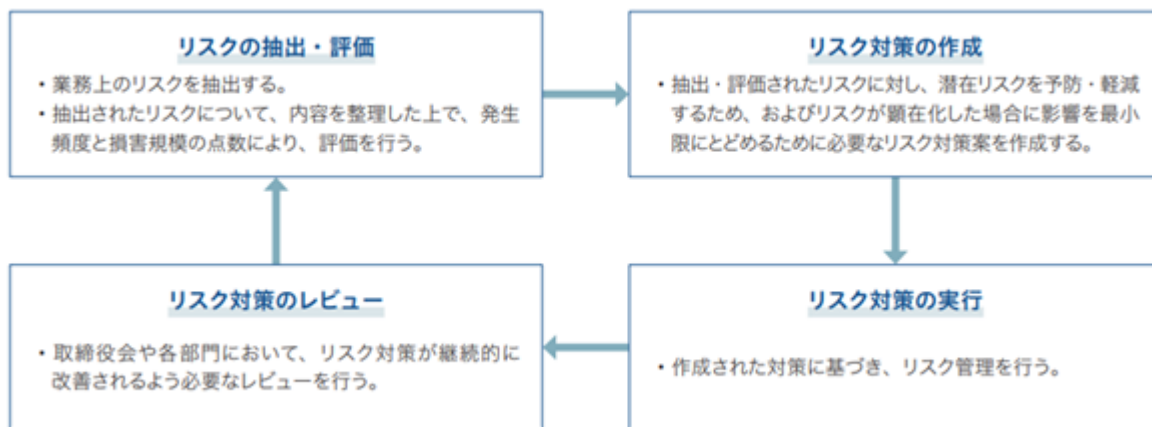 リスクの抽出・評価
・業務上のリスクを抽出する。
・抽出されたリスクについて、内容を整理した上で、発生
頻度と損害規模の点数により、評価を行う。
リスク対策の作成
・抽出・評価されたリスクに対し、潜在リスクを予防・軽減
するため、およびリスクが顕在化した場合に影響を最小
限にとどめるために必要なリスク対策案を作成する。
リスク対策のレビュー
・取締役会や各部門において、リスク対策が継続的に
改善されるよう必要なレビューを行う。
リスク対策の実行
・作成された対策に基づき、リスク管理を行う。